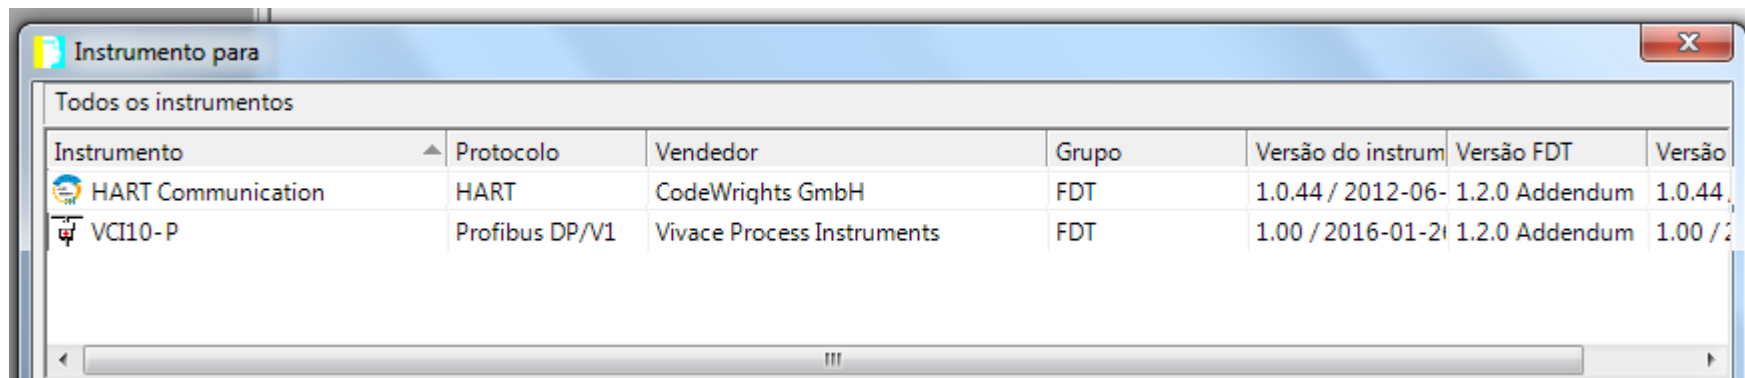 Instrumento para
Todos os instrumentos
Instrumento Protocolo Vendedor Grupo Versão do instrum Versão FDT Versão
HART Communication HART CodeWrights GmbH FDT 1.0.44 / 2012-06- 1.2.0 Addendum 1.0.44
VCI10-P Profibus DP/V1 Vivace Process Instruments FDT 1.00 / 2016-01-2 1.2.0 Addendum 1.00 / 2